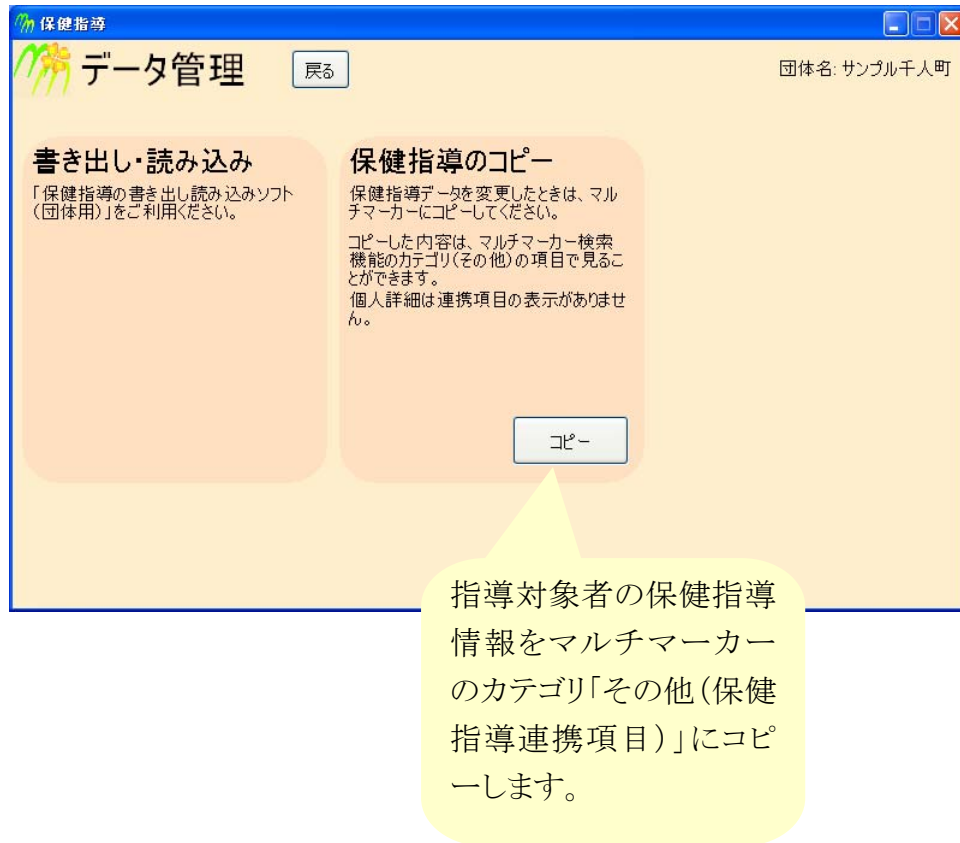 保健指導
データ管理
戻る
団体名: サンプル千人町
書き出し・読み込み
「保健指導の書き出し読み込みソフト
(団体用)」をご利用ください。
保健指導のコピー
保健指導データを変更したときは、マル
チマーカーにコピーしてください。
コピーした内容は、マルチマーカー検索
機能のカテゴリ(その他)の項目で見るこ
とができます。
個人詳細は連携項目の表示がありませ
ん。
コピー
指導対象者の保健指導
情報をマルチマーカー
のカテゴリ「その他(保健
指導連携項目)」にコピ
ーします。